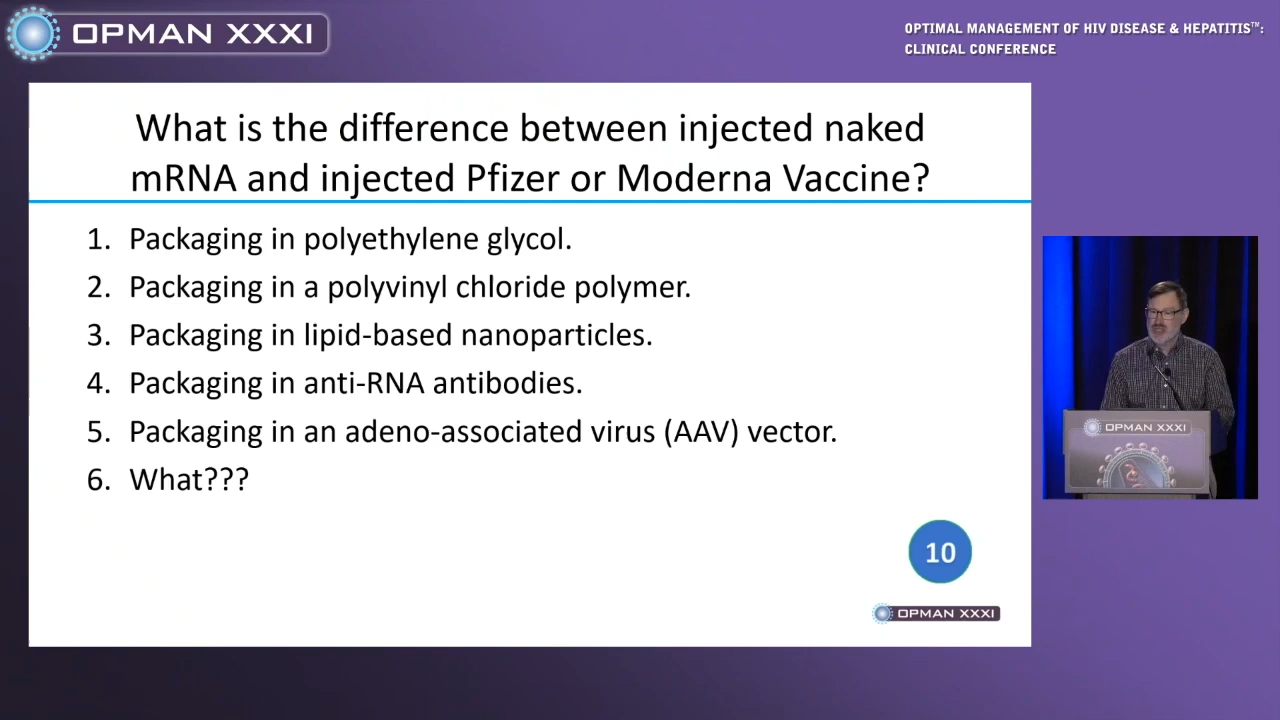 OPMAN XXXI
OPTIMAL MANAGEMENT OF HIV DISEASE & HEPATITIS™:
CLINICAL CONFERENCE
What is the difference between injected naked
mRNA and injected Pfizer or Moderna Vaccine?
1. Packaging in polyethylene glycol.
2. Packaging in a polyvinyl chloride polymer.
3. Packaging in lipid-based nanoparticles.
4. Packaging in anti-RNA antibodies.
5. Packaging in an adeno-associated virus (AAV) vector.
6. What???
10
OPMAN XXXI
OPMAN XXXI